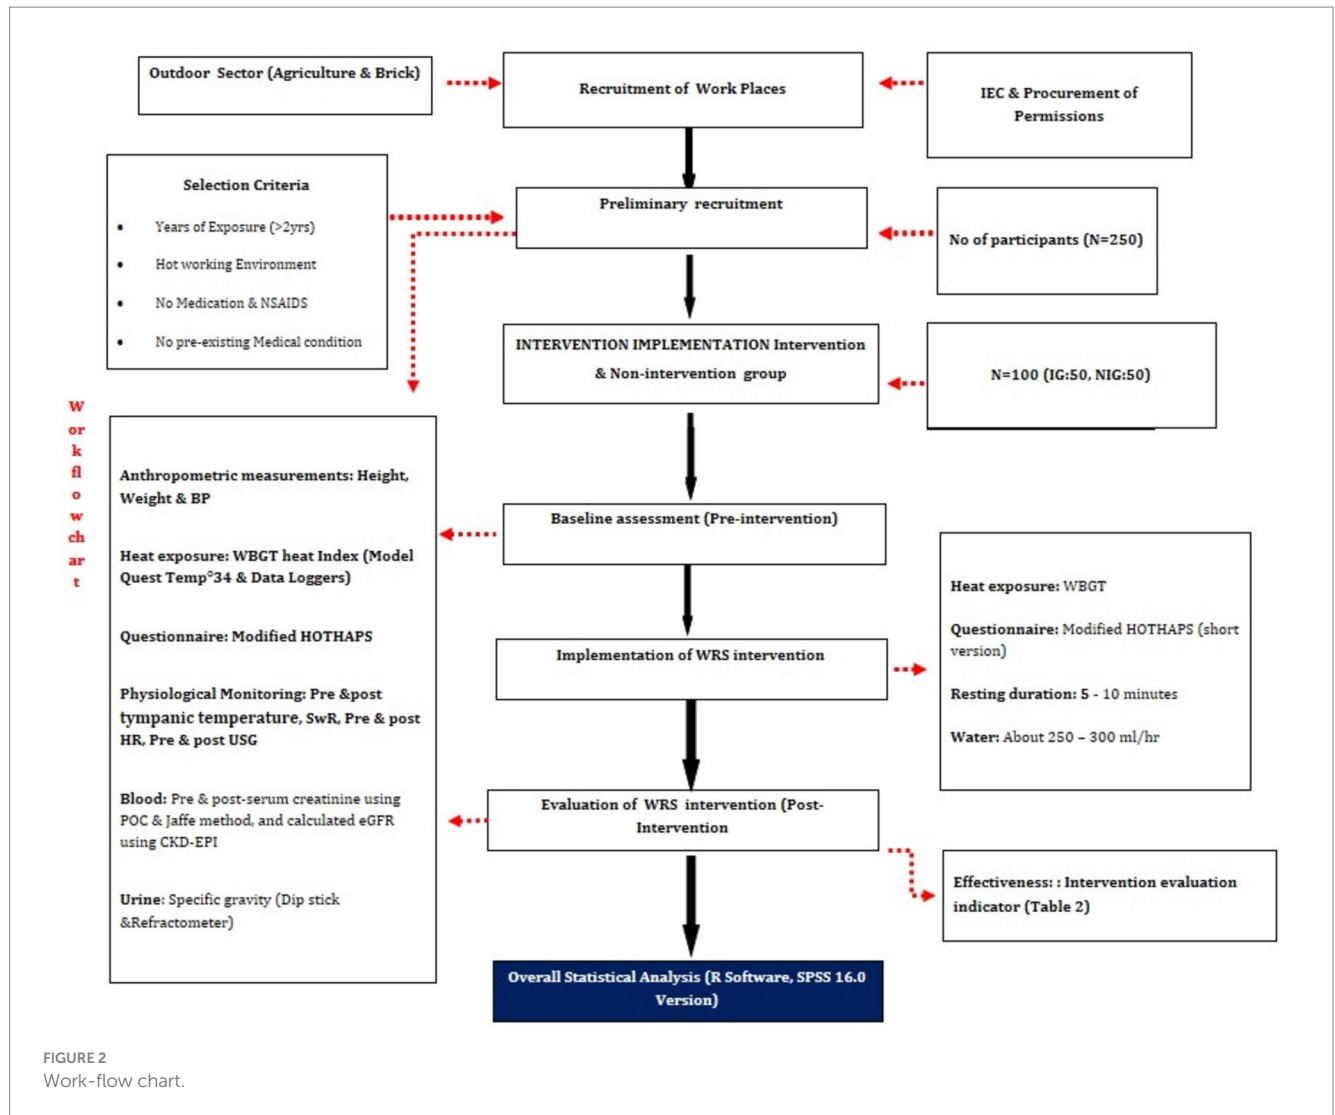 Outdoor Sector (Agriculture & Brick)
Recruitment of Work Places
IEC & Procurement of
Permissions
Selection Criteria
• Years of Exposure (>2yrs)
• Hot working Environment
• No Medication & NSAIDS
• No pre-existing Medical condition
Preliminary recruitment
No of participants (N=250)
INTERVENTION IMPLEMENTATION Intervention
& Non-intervention group
N=100 (IG:50, NIG:50)
W
or
k
fl
o
w
ch
ar
t
Anthropometric measurements: Height,
Weight & BP
Heat exposure: WBGT heat Index (Model
Quest Temp°34 & Data Loggers)
Questionnaire: Modified HOTHAPS
Physiological Monitoring: Pre &post
tympanic temperature, SwR, Pre & post
HR, Pre & post USG
Blood: Pre & post-serum creatinine using
POC & Jaffe method, and calculated eGFR
using CKD-EPI
Urine: Specific gravity (Dip stick
&Refractometer)
Baseline assessment (Pre-intervention)
Implementation of WRS intervention
Heat exposure: WBGT
Questionnaire: Modified HOTHAPS (short
version)
Resting duration: 5 - 10 minutes
Water: About 250 – 300 ml/hr
Evaluation of WRS intervention (Post-
Intervention
Effectiveness: : Intervention evaluation
indicator (Table 2)
Overall Statistical Analysis (R Software, SPSS 16.0
Version)
FIGURE 2
Work-flow chart.